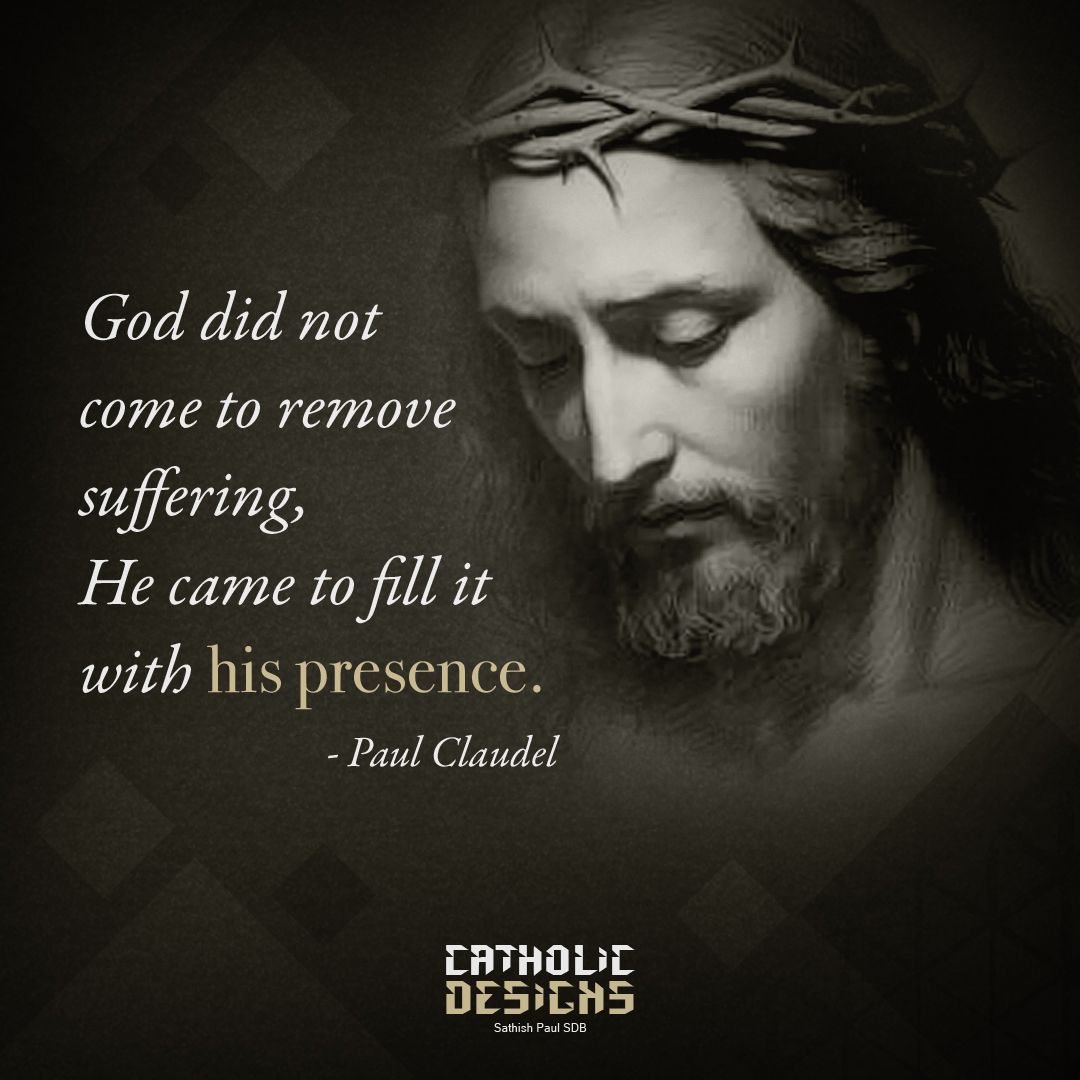 God did not
come to remove
suffering,
He came to fill it
with his presence.
- Paul Claudel
CATHOLIC
DESIGNS
Sathish Paul SDB